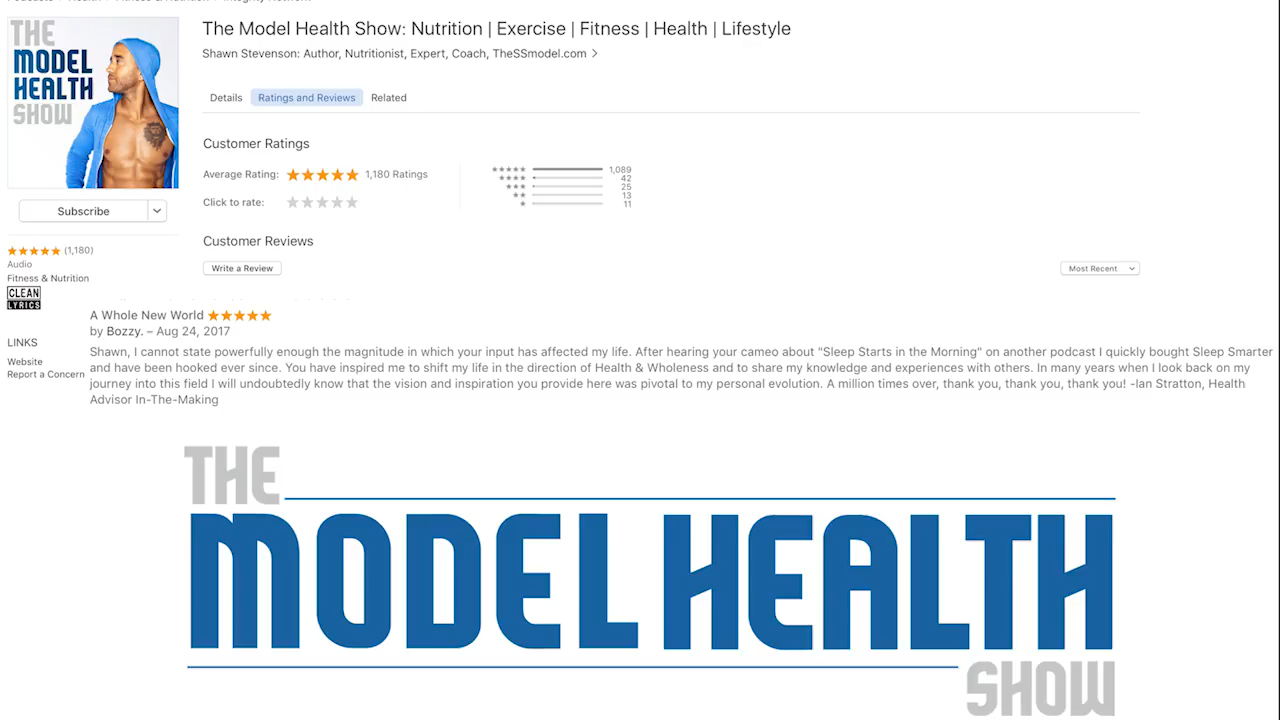 Podcasts > Health > Fitness & Nutrition > Integrity Network
The Model Health Show: Nutrition | Exercise | Fitness | Health | Lifestyle
Shawn Stevenson: Author, Nutritionist, Expert, Coach, TheSSmodel.com >
THE
MODEL
HEALTH
SHOW
Details
Ratings and Reviews
Related
Customer Ratings
Average Rating: ★★★★★ 1,180 Ratings
Click to rate: ★★★★★
★★★★★ 1,089
★★★★ 42
★★★ 25
★★ 13
★ 11
Subscribe
Customer Reviews
Write a Review
Most Recent
★★★★★ (1,180)
Audio
Fitness & Nutrition
CLEAN
LYRICS
LINKS
Website
Report a Concern
A Whole New World ★★★★★
by Bozzy. – Aug 24, 2017
Shawn, I cannot state powerfully enough the magnitude in which your input has affected my life. After hearing your cameo about "Sleep Starts in the Morning" on another podcast I quickly bought Sleep Smarter
and have been hooked ever since. You have inspired me to shift my life in the direction of Health & Wholeness and to share my knowledge and experiences with others. In many years when I look back on my
journey into this field I will undoubtedly know that the vision and inspiration you provide here was pivotal to my personal evolution. A million times over, thank you, thank you, thank you! -Ian Stratton, Health
Advisor In-The-Making
THE
MODEL HEALTH
SHOW